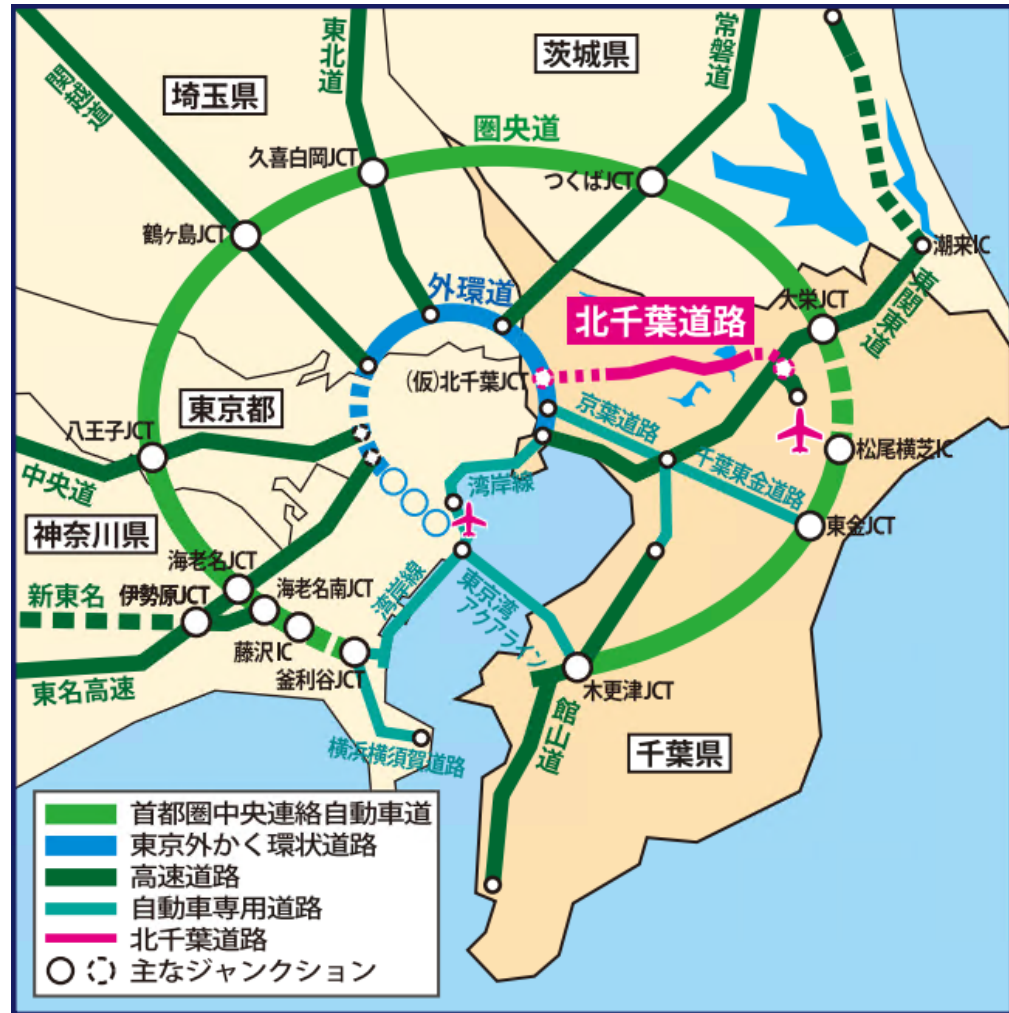 茨城県
常磐道
東北道
関越道
埼玉県
圏央道
久喜白岡JCT
つくばJCT
鶴ヶ島JCT
潮来IC
外環道
大栄JCT
東関東道
北千葉道路
(仮)北千葉JCT
東京都
京葉道路
八王子JCT
松尾横芝IC
中央道
千葉東金道路
湾岸線
神奈川県
東金JCT
海老名JCT
海老名南JCT
新東名
伊勢原JCT
湾岸線
東京湾
アクアライン
藤沢IC
釜利谷JCT
東名高速
木更津JCT
館山道
千葉県
横浜横須賀道路
首都圏中央連絡自動車道
東京外かく環状道路
高速道路
自動車専用道路
北千葉道路
主なジャンクション